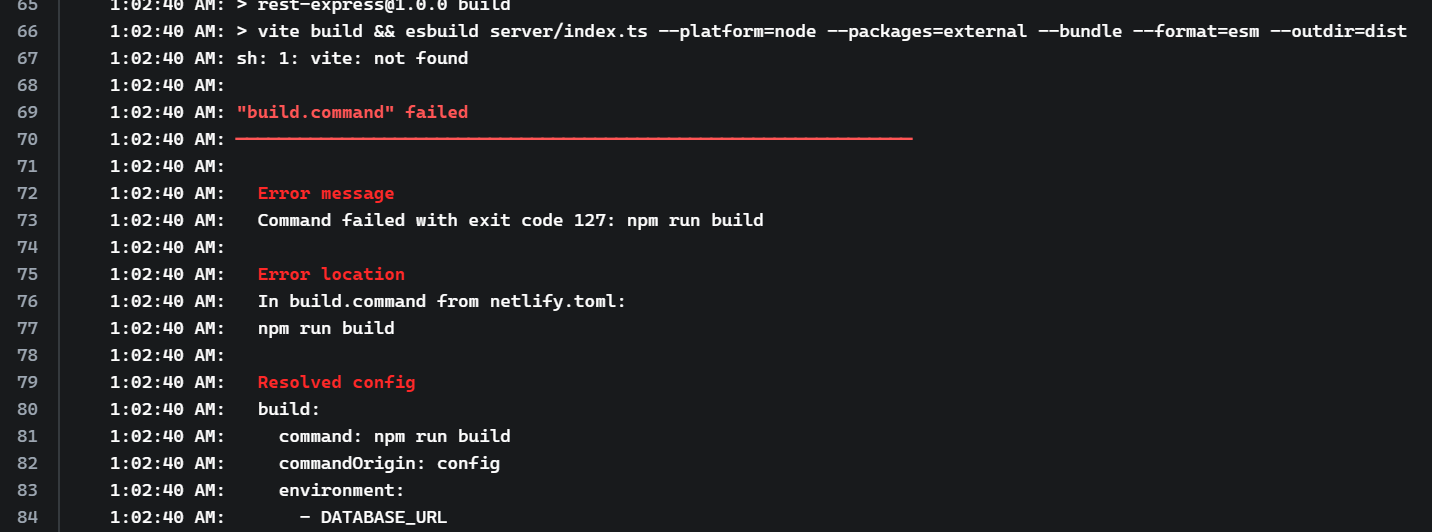 65 1:02:40 AM: > rest-express@1.0.0 build
66 1:02:40 AM: > vite build && esbuild server/index.ts --platform=node --packages=external --bundle --format=esm --outdir=dist
67 1:02:40 AM: sh: 1: vite: not found
68 1:02:40 AM:
69 1:02:40 AM: "build.command" failed
70 1:02:40 AM: ────────────────────────────────────────────────────────────────
71 1:02:40 AM:
72 1:02:40 AM:   Error message
73 1:02:40 AM:   Command failed with exit code 127: npm run build
74 1:02:40 AM:
75 1:02:40 AM:   Error location
76 1:02:40 AM:   In build.command from netlify.toml:
77 1:02:40 AM:   npm run build
78 1:02:40 AM:
79 1:02:40 AM:   Resolved config
80 1:02:40 AM:   build:
81 1:02:40 AM:     command: npm run build
82 1:02:40 AM:     commandOrigin: config
83 1:02:40 AM:     environment:
84 1:02:40 AM:       - DATABASE_URL